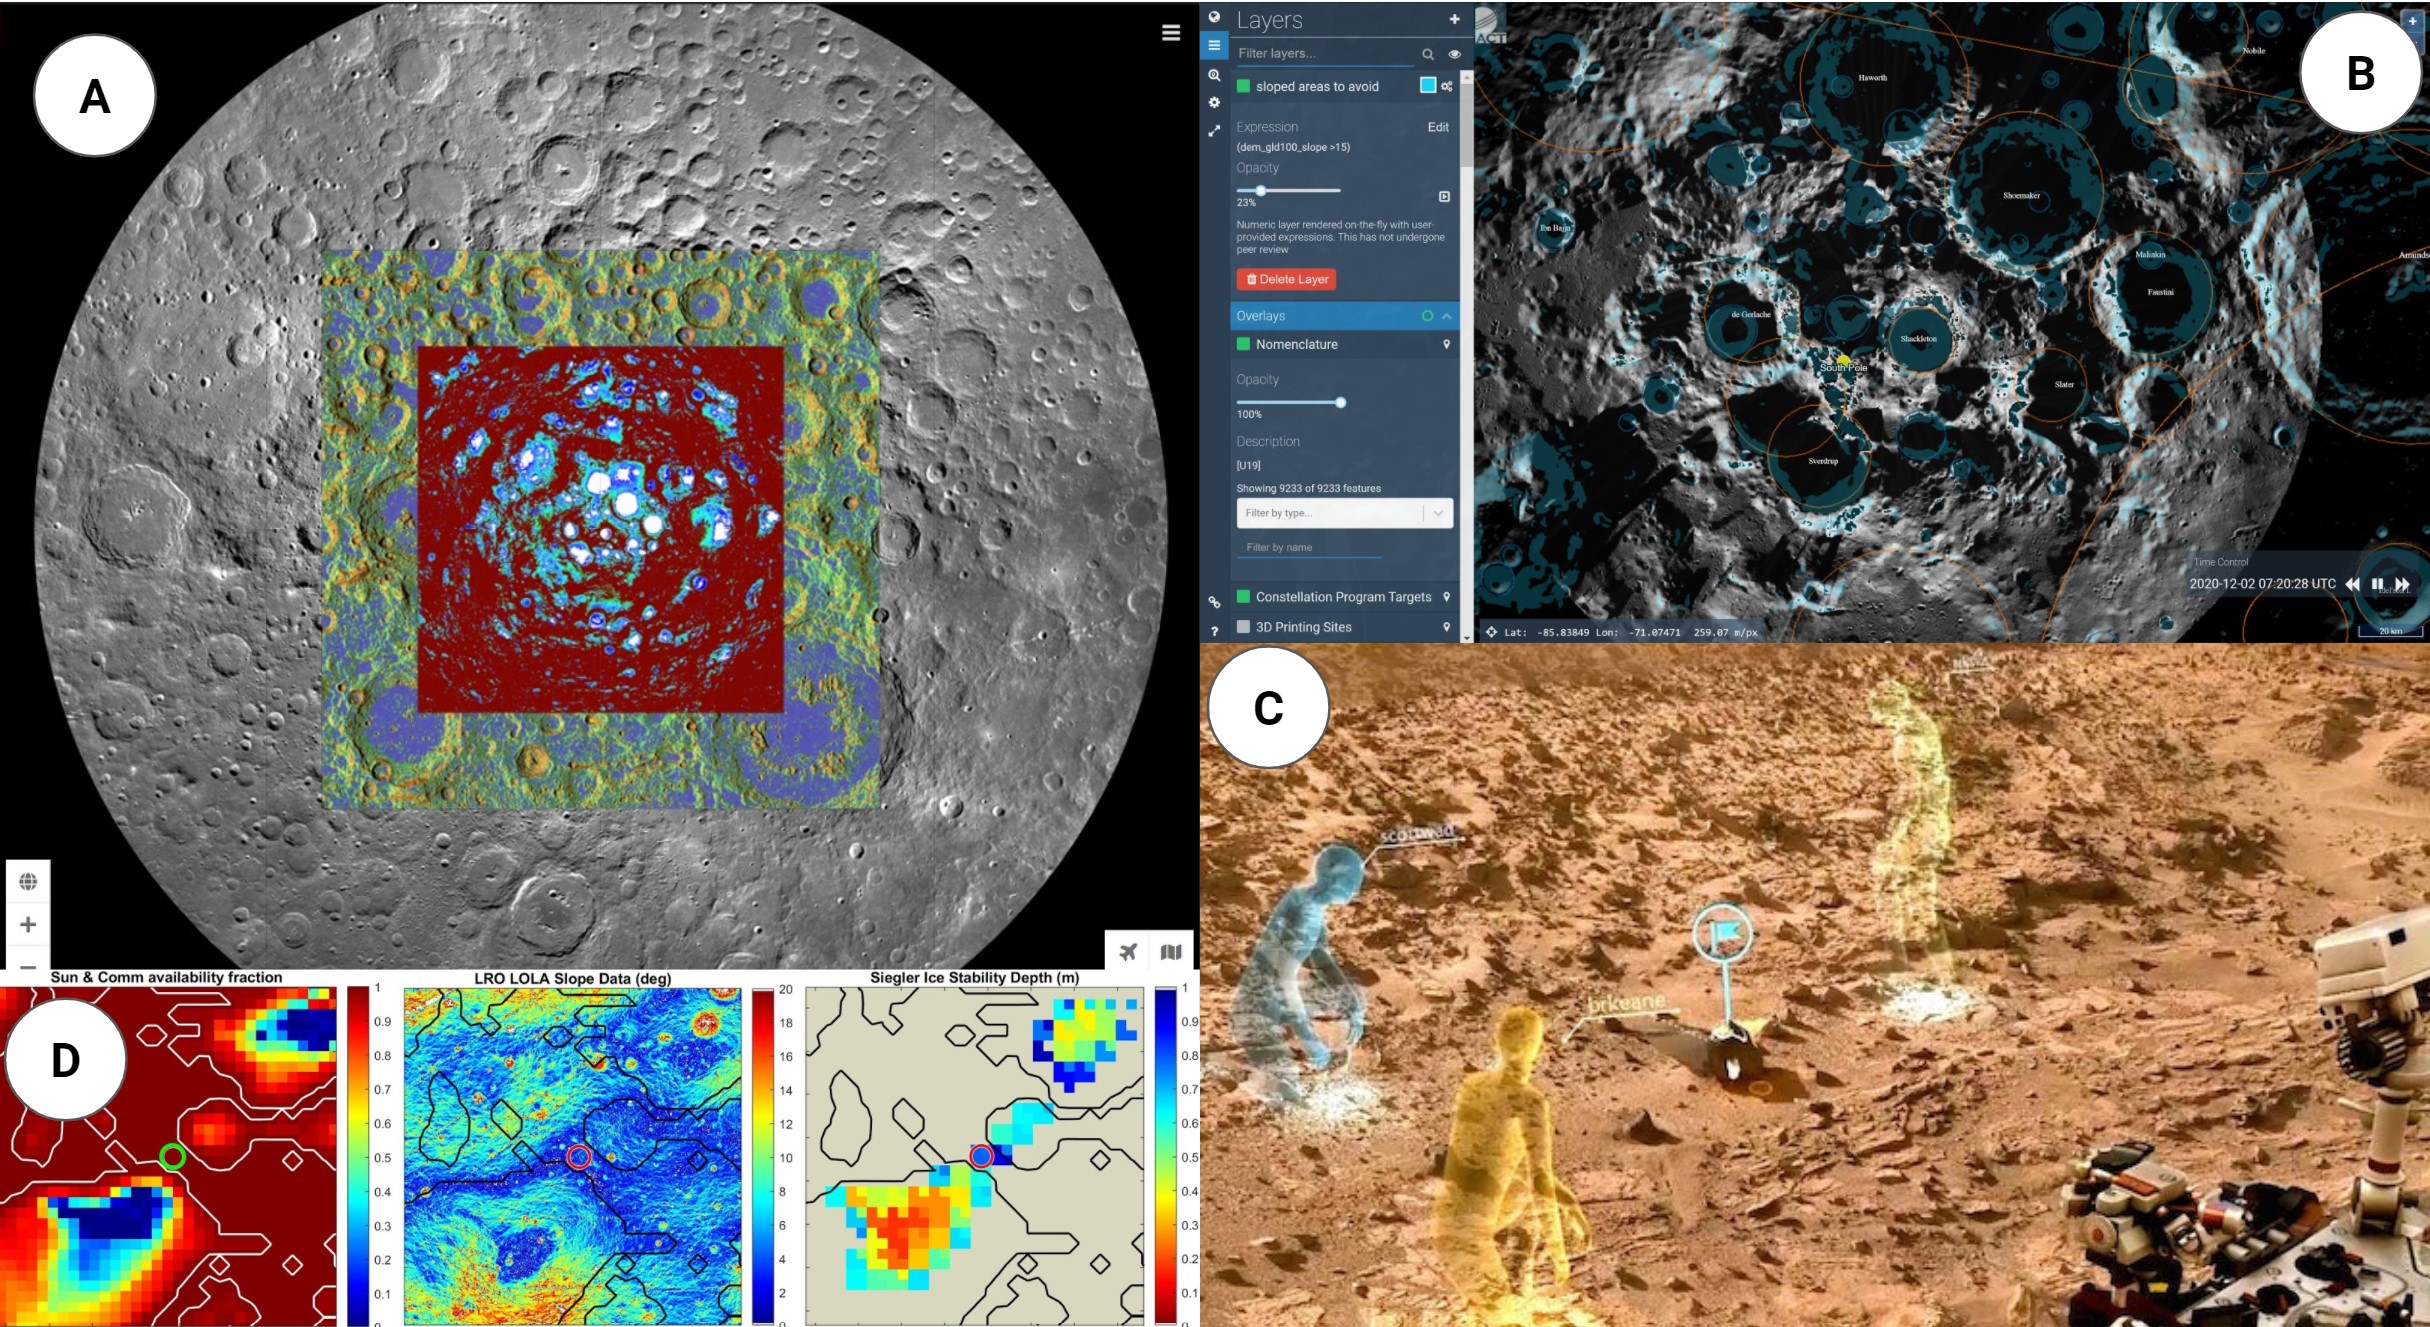 A
Layers
Filter layers...
sloped areas to avoid
Expression
Edit
(dem_gld100_slope >15)
Opacity
23%
Numeric layer rendered on-the-fly with user-
provided expressions. This has not undergone
peer review
Delete Layer
Overlays
Nomenclature
Opacity
100%
Description
[U19]
Showing 9233 of 9233 features
Filter by type...
Filter by name
Constellation Program Targets
3D Printing Sites
?
ACT
B
Nobile
Haworth
Shoemaker
Ibn Bajja
Malinkin
Faustini
de Gerlache
Shackleton
South Pole
Slater
Sverdrup
Time Control
2020-12-02 07:20:28 UTC
Lat: -85.83849 Lon: -71.07471 259.07 m/px
20 km
C
scottwad
brkeane
D
Sun & Comm availability fraction
1
0.9
0.8
0.7
0.6
0.5
0.4
0.3
0.2
0.1
0
LRO LOLA Slope Data (deg)
20
18
16
14
12
10
8
6
4
2
0
Siegler Ice Stability Depth (m)
1
0.9
0.8
0.7
0.6
0.5
0.4
0.3
0.2
0.1
0